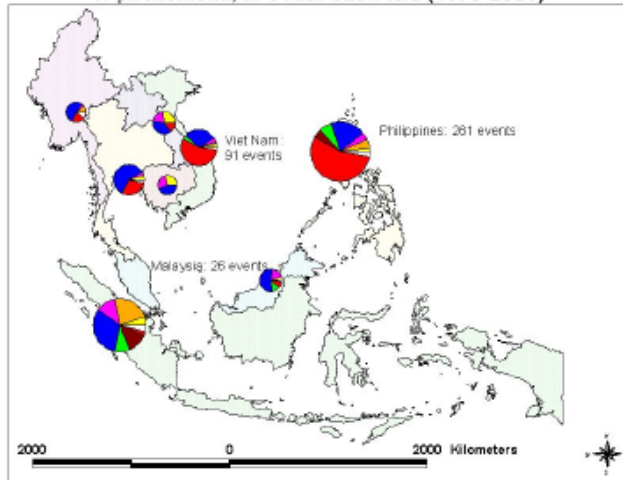 Philippines: 261 events
Viet Nam:
91 events
Malaysia: 26 events
2000 0 2000 Kilometers